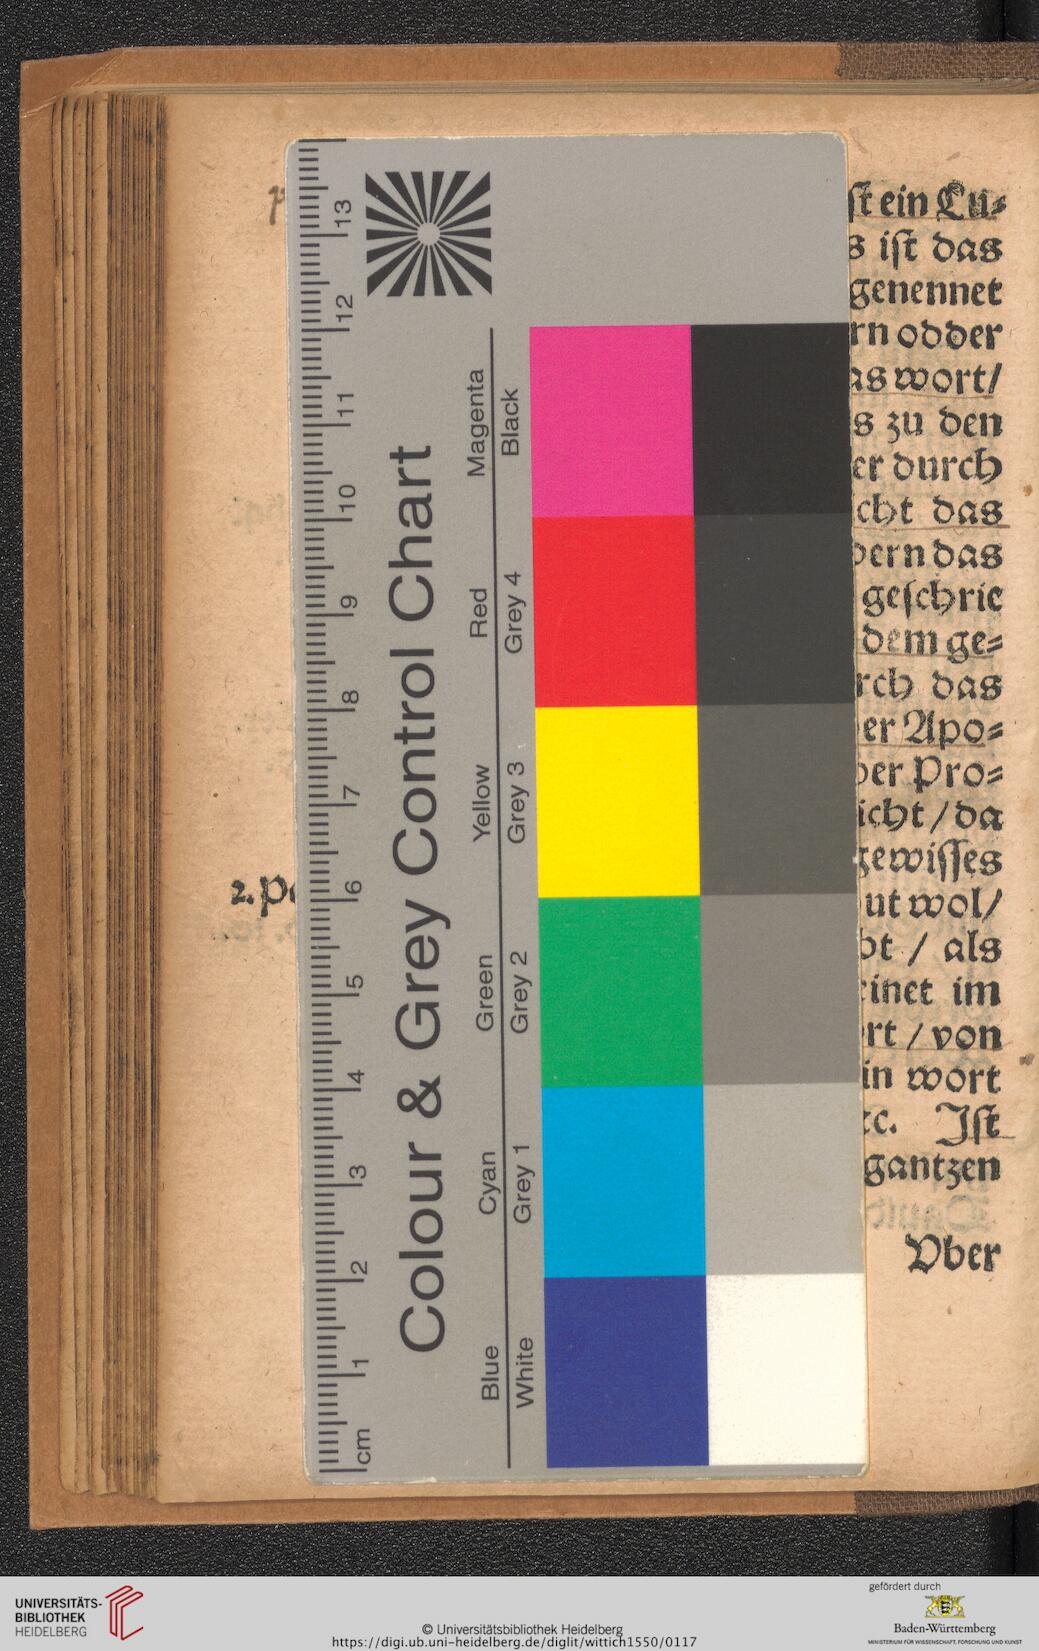 st ein Lu⸗
s ist das
genennet
rn odder
as wort/
s zu den
er durch
cht das
dern das
geschrie
dem ge⸗
rch das
er Apo⸗
der Pro⸗
icht / da
gewisses
2. Pe
ut wol/
bt / als
inet im
rt / von
in wort
ꝛc. Ist
gantzen
Vber
Colour & Grey Control Chart
Magenta
Black
Red
Grey 4
Yellow
Grey 3
Green
Grey 2
Cyan
Grey 1
Blue
White
13
12
11
10
9
8
7
6
5
4
3
2
1
cm
UNIVERSITÄTS-
BIBLIOTHEK
HEIDELBERG
© Universitätsbibliothek Heidelberg
https://digi.ub.uni-heidelberg.de/diglit/wittich1550/0117
gefördert durch
Baden-Württemberg
MINISTERIUM FÜR WISSENSCHAFT, FORSCHUNG UND KUNST